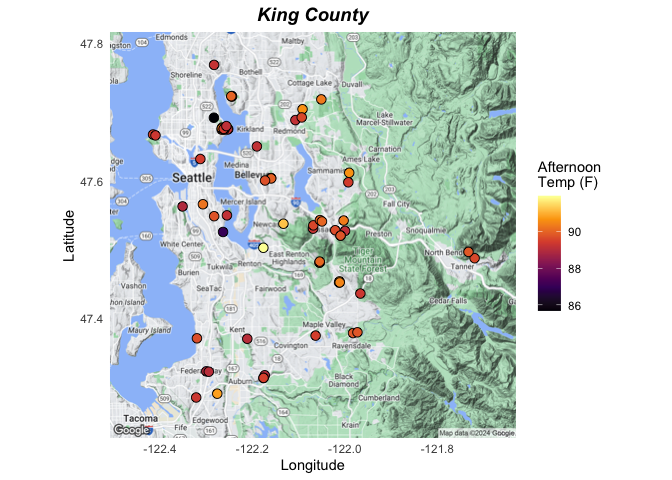 King County
47.8
47.6
47.4
Latitude
-122.4
-122.2
-122.0
-121.8
Longitude
Afternoon
Temp (F)
90
88
86
Edmonds
Maltby
Bothell
Shoreline
Cottage Lake
Duvall
Lake
Marcel-Stillwater
Kirkland
Redmond
Carnation
Ames Lake
Medina
Seattle
Bellevue
Sammamish
Mercer Island
Fall City
Newcastle
White Center
Snoqualmie
Preston
East Renton
Highlands
Tiger
Mountain
State Forest
North Bend
Tanner
Burien
Tukwila
Renton
Vashon
SeaTac
Fairwood
Cedar Falls
Maury Island
Kent
Maple Valley
Covington
Ravensdale
Federal Way
Auburn
Black
Diamond
Cumberland
Tacoma
Edgewood
Fife
Krain
Google
Map data ©2024 Google